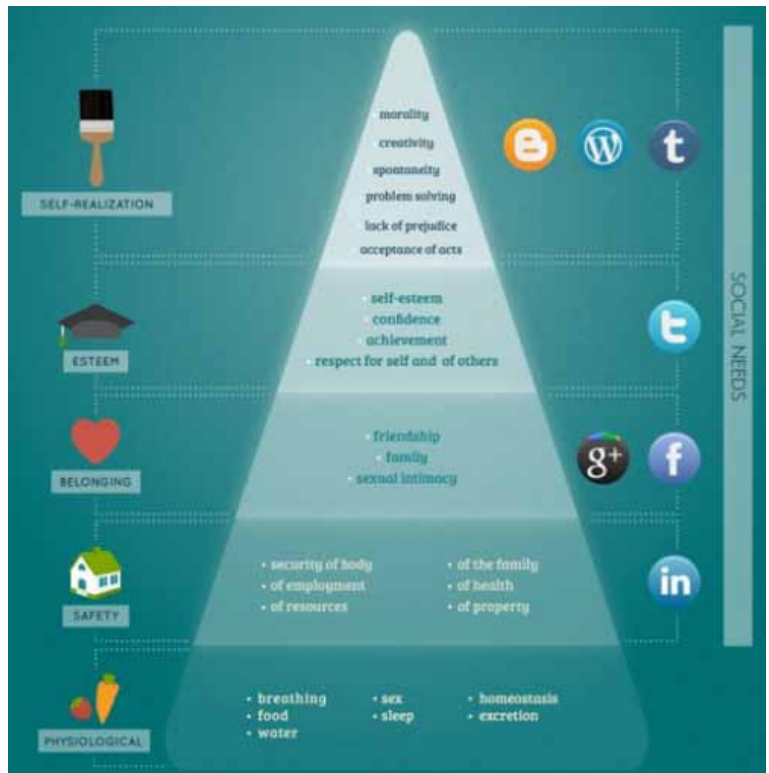 morality
creativity
spontaneity
problem solving
lack of prejudice
acceptance of acts
SELF-REALIZATION
t
• self-esteem
• confidence
• achievement
• respect for self and of others
ESTEEM
t
• friendship
• family
• sexual intimacy
BELONGING
g+ f
• security of body • of the family
• of employment • of health
• of resources • of property
SAFETY
in
• breathing • sex • homeostasis
• food • sleep • excretion
• water
PHYSIOLOGICAL
SOCIAL NEEDS